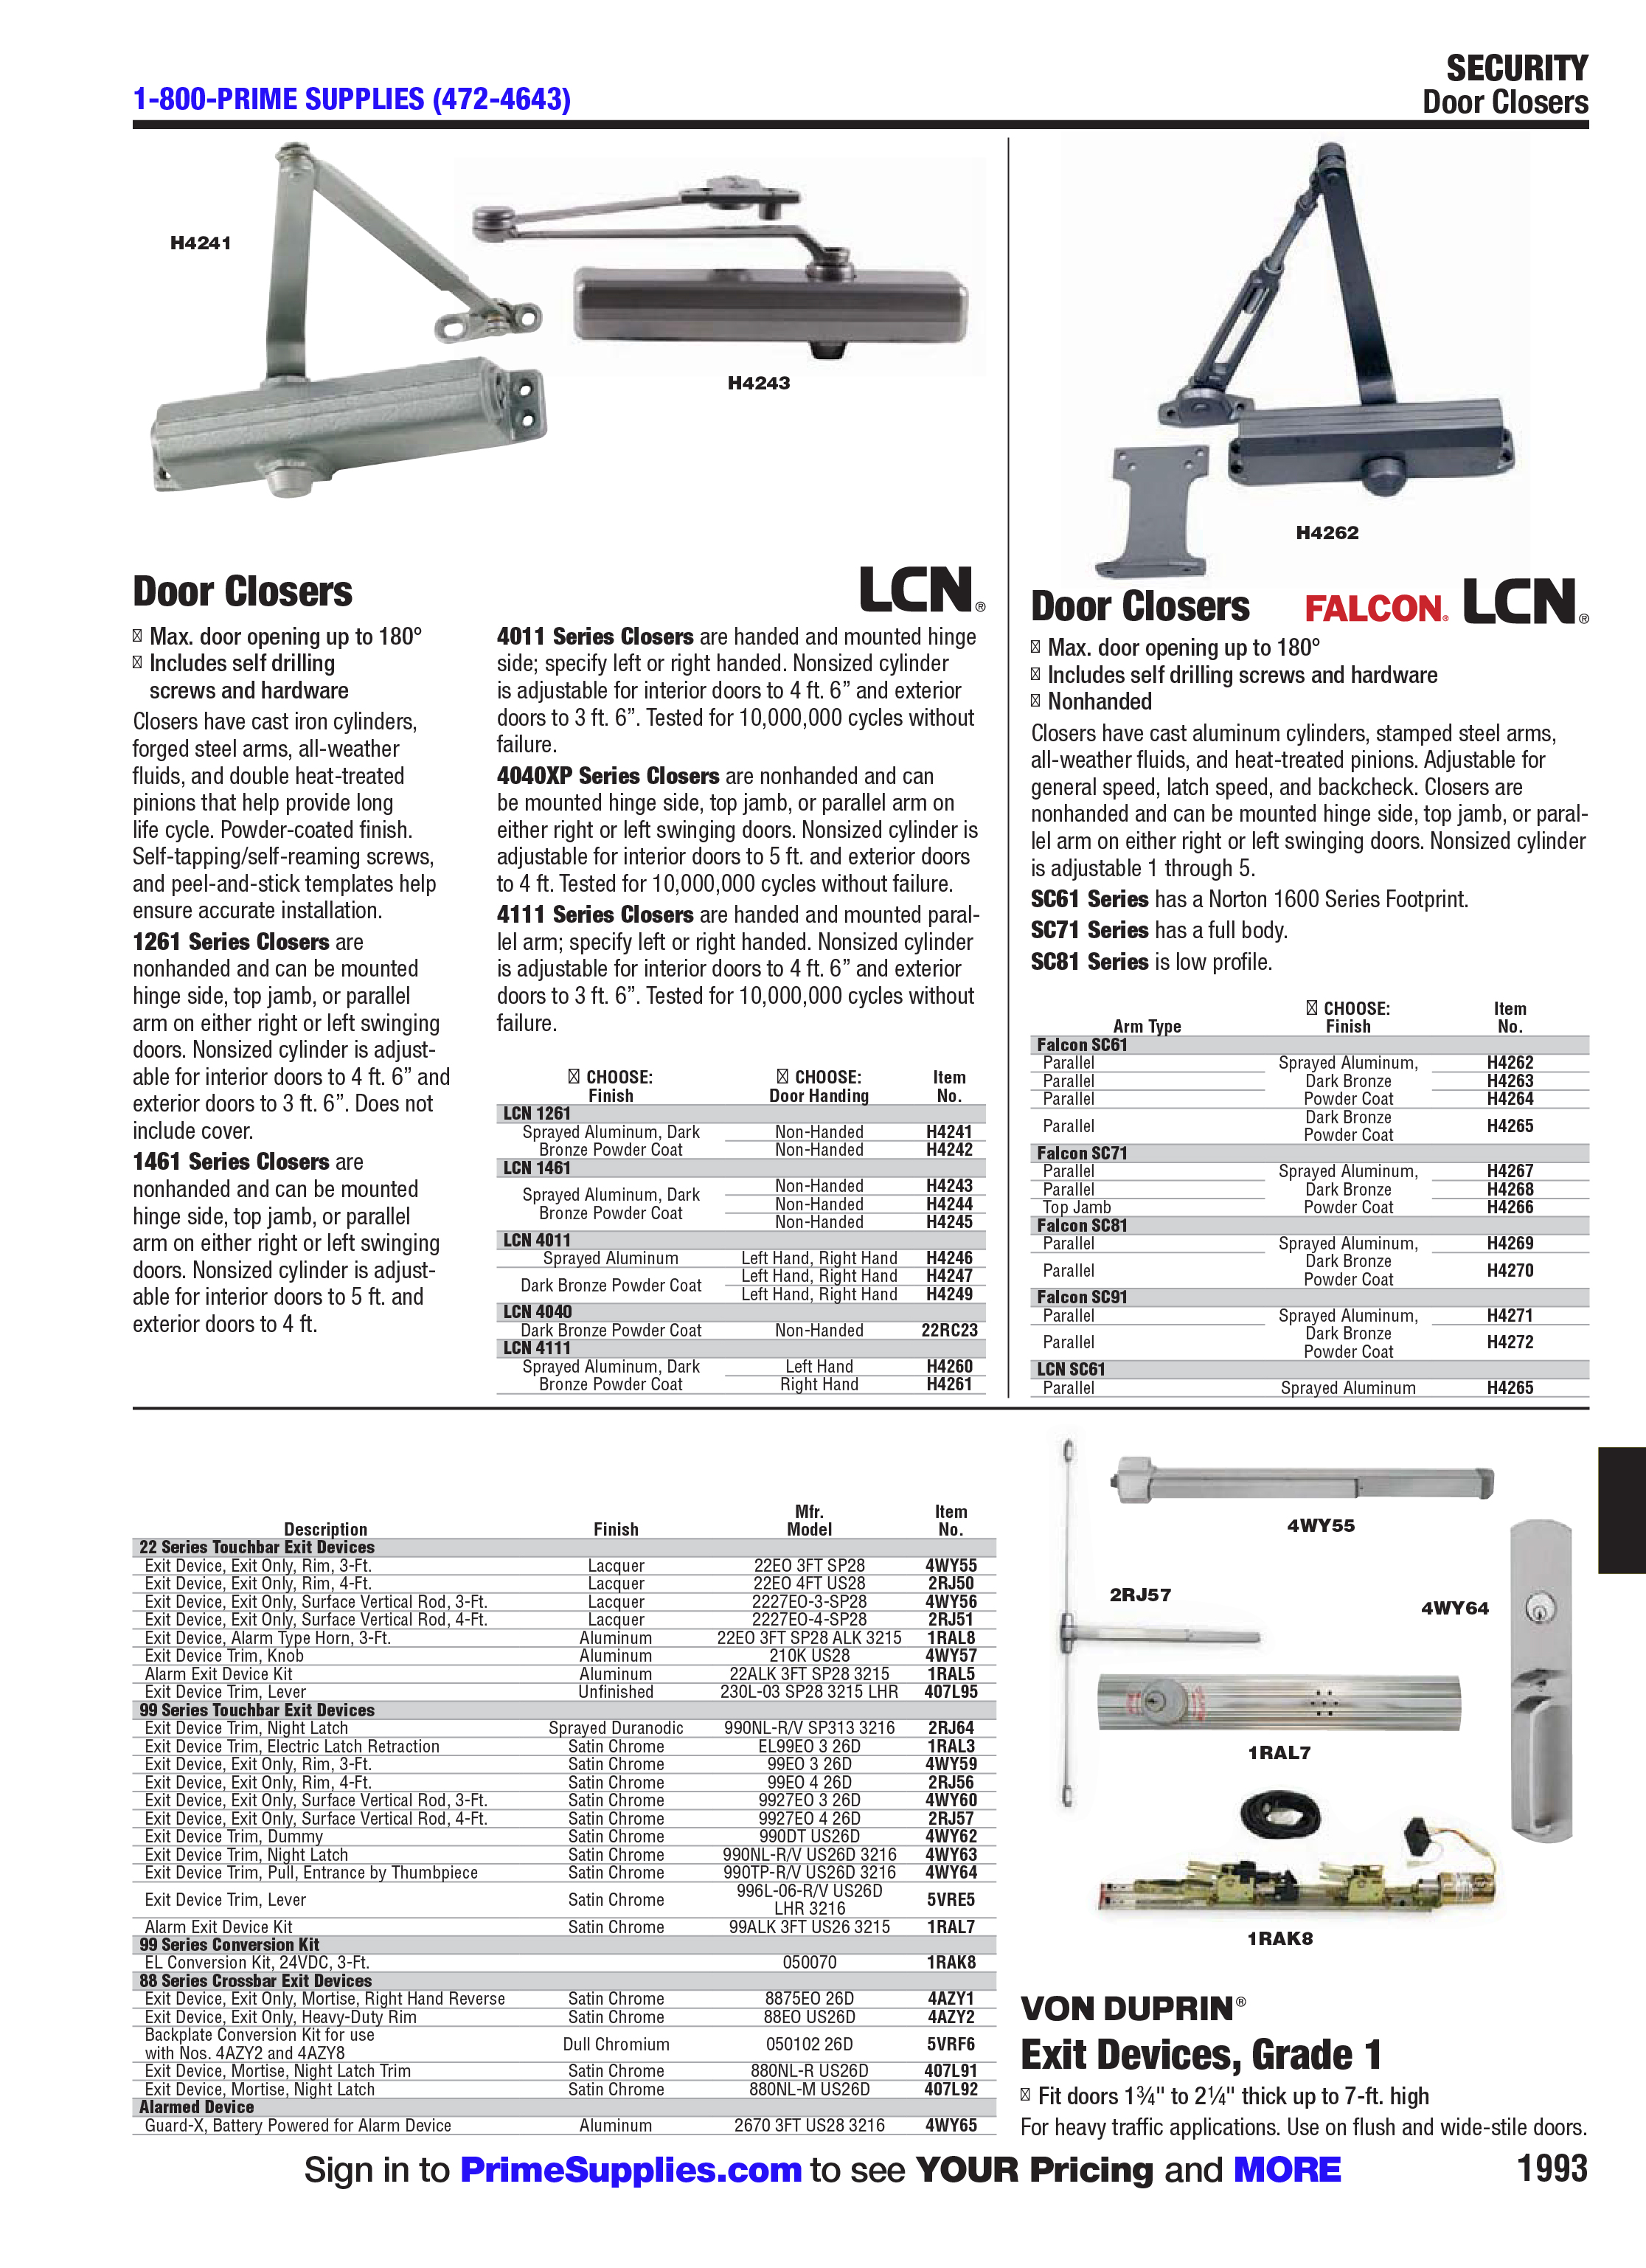 1-800-PRIME SUPPLIES (472-4643)
SECURITY
Door Closers
H4241
H4243
H4262
Door Closers
LCN®
Max. door opening up to 180°
Includes self drilling
screws and hardware
Closers have cast iron cylinders,
forged steel arms, all-weather
fluids, and double heat-treated
pinions that help provide long
life cycle. Powder-coated finish.
Self-tapping/self-reaming screws,
and peel-and-stick templates help
ensure accurate installation.
1261 Series Closers are
nonhanded and can be mounted
hinge side, top jamb, or parallel
arm on either right or left swinging
doors. Nonsized cylinder is adjust-
able for interior doors to 4 ft. 6” and
exterior doors to 3 ft. 6”. Does not
include cover.
1461 Series Closers are
nonhanded and can be mounted
hinge side, top jamb, or parallel
arm on either right or left swinging
doors. Nonsized cylinder is adjust-
able for interior doors to 5 ft. and
exterior doors to 4 ft.
4011 Series Closers are handed and mounted hinge
side; specify left or right handed. Nonsized cylinder
is adjustable for interior doors to 4 ft. 6” and exterior
doors to 3 ft. 6”. Tested for 10,000,000 cycles without
failure.
4040XP Series Closers are nonhanded and can
be mounted hinge side, top jamb, or parallel arm on
either right or left swinging doors. Nonsized cylinder is
adjustable for interior doors to 5 ft. and exterior doors
to 4 ft. Tested for 10,000,000 cycles without failure.
4111 Series Closers are handed and mounted paral-
lel arm; specify left or right handed. Nonsized cylinder
is adjustable for interior doors to 4 ft. 6” and exterior
doors to 3 ft. 6”. Tested for 10,000,000 cycles without
failure.
CHOOSE: CHOOSE: Item
Finish Door Handing No.
LCN 1261
Sprayed Aluminum, Dark Non-Handed H4241
Bronze Powder Coat Non-Handed H4242
LCN 1461
Non-Handed H4243
Sprayed Aluminum, Dark Non-Handed H4244
Bronze Powder Coat Non-Handed H4245
LCN 4011
Sprayed Aluminum Left Hand, Right Hand H4246
Dark Bronze Powder Coat Left Hand, Right Hand H4247
Left Hand, Right Hand H4249
LCN 4040
Dark Bronze Powder Coat Non-Handed 22RC23
LCN 4111
Sprayed Aluminum, Dark Left Hand H4260
Bronze Powder Coat Right Hand H4261
Door Closers
FALCON® LCN®
Max. door opening up to 180°
Includes self drilling screws and hardware
Nonhanded
Closers have cast aluminum cylinders, stamped steel arms,
all-weather fluids, and heat-treated pinions. Adjustable for
general speed, latch speed, and backcheck. Closers are
nonhanded and can be mounted hinge side, top jamb, or paral-
lel arm on either right or left swinging doors. Nonsized cylinder
is adjustable 1 through 5.
SC61 Series has a Norton 1600 Series Footprint.
SC71 Series has a full body.
SC81 Series is low profile.
CHOOSE: Item
Arm Type Finish No.
Falcon SC61
Parallel Sprayed Aluminum, H4262
Parallel Dark Bronze H4263
Parallel Powder Coat H4264
Parallel Dark Bronze Powder Coat H4265
Falcon SC71
Parallel Sprayed Aluminum, H4267
Parallel Dark Bronze H4268
Top Jamb Powder Coat H4266
Falcon SC81
Parallel Sprayed Aluminum, H4269
Parallel Dark Bronze Powder Coat H4270
Falcon SC91
Parallel Sprayed Aluminum, H4271
Parallel Dark Bronze Powder Coat H4272
LCN SC61
Parallel Sprayed Aluminum H4265
Mfr. Item
Description Finish Model No.
22 Series Touchbar Exit Devices
Exit Device, Exit Only, Rim, 3-Ft. Lacquer 22EO 3FT SP28 4WY55
Exit Device, Exit Only, Rim, 4-Ft. Lacquer 22EO 4FT US28 2RJ50
Exit Device, Exit Only, Surface Vertical Rod, 3-Ft. Lacquer 2227EO-3-SP28 4WY56
Exit Device, Exit Only, Surface Vertical Rod, 4-Ft. Lacquer 2227EO-4-SP28 2RJ51
Exit Device, Alarm Type Horn, 3-Ft. Aluminum 22EO 3FT SP28 ALK 3215 1RAL8
Exit Device Trim, Knob Aluminum 210K US28 4WY57
Alarm Exit Device Kit Aluminum 22ALK 3FT SP28 3215 1RAL5
Exit Device Trim, Lever Unfinished 230L-03 SP28 3215 LHR 407L95
99 Series Touchbar Exit Devices
Exit Device Trim, Night Latch Sprayed Duranodic 990NL-R/V SP313 3216 2RJ64
Exit Device Trim, Electric Latch Retraction Satin Chrome EL99EO 3 26D 1RAL3
Exit Device, Exit Only, Rim, 3-Ft. Satin Chrome 99EO 3 26D 4WY59
Exit Device, Exit Only, Rim, 4-Ft. Satin Chrome 99EO 4 26D 2RJ56
Exit Device, Exit Only, Surface Vertical Rod, 3-Ft. Satin Chrome 9927EO 3 26D 4WY60
Exit Device, Exit Only, Surface Vertical Rod, 4-Ft. Satin Chrome 9927EO 4 26D 2RJ57
Exit Device Trim, Dummy Satin Chrome 990DT US26D 4WY62
Exit Device Trim, Night Latch Satin Chrome 990NL-R/V US26D 3216 4WY63
Exit Device Trim, Pull, Entrance by Thumbpiece Satin Chrome 990TP-R/V US26D 3216 4WY64
Exit Device Trim, Lever Satin Chrome 996L-06-R/V US26D LHR 3216 5VRE5
Alarm Exit Device Kit Satin Chrome 99ALK 3FT US26 3215 1RAL7
99 Series Conversion Kit
EL Conversion Kit, 24VDC, 3-Ft. 050070 1RAK8
88 Series Crossbar Exit Devices
Exit Device, Exit Only, Mortise, Right Hand Reverse Satin Chrome 8875EO 26D 4AZY1
Exit Device, Exit Only, Heavy-Duty Rim Satin Chrome 88EO US26D 4AZY2
Backplate Conversion Kit for use
with Nos. 4AZY2 and 4AZY8 Dull Chromium 050102 26D 5VRF6
Exit Device, Mortise, Night Latch Trim Satin Chrome 880NL-R US26D 407L91
Exit Device, Mortise, Night Latch Satin Chrome 880NL-M US26D 407L92
Alarmed Device
Guard-X, Battery Powered for Alarm Device Aluminum 2670 3FT US28 3216 4WY65
4WY55
2RJ57
4WY64
1RAL7
1RAK8
VON DUPRIN®
Exit Devices, Grade 1
Fit doors 1¾" to 2¼" thick up to 7-ft. high
For heavy traffic applications. Use on flush and wide-stile doors.
Sign in to PrimeSupplies.com to see YOUR Pricing and MORE
1993